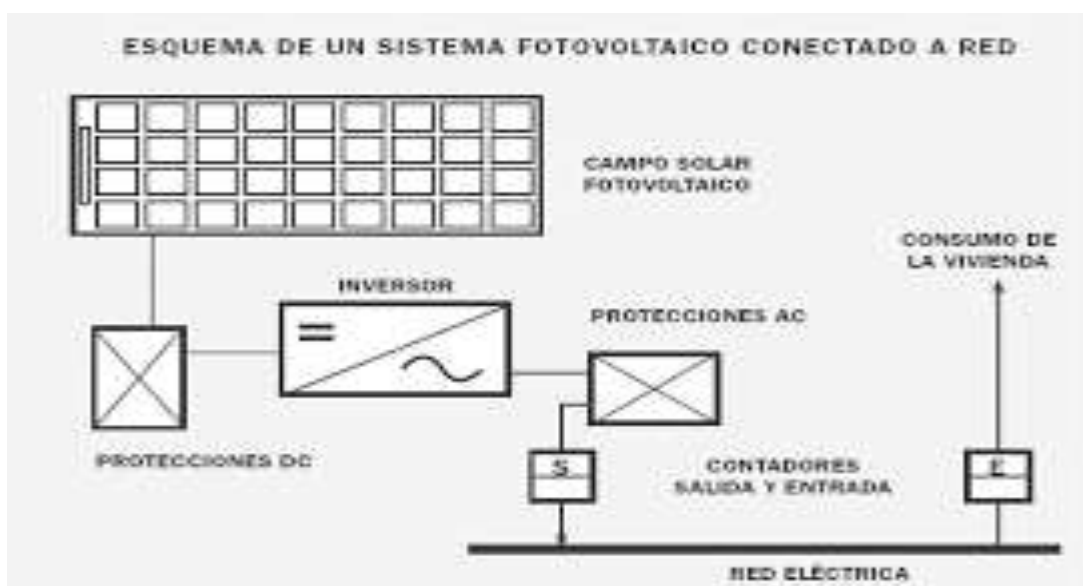 ESQUEMA DE UN SISTEMA FOTOVOLTAICO CONECTADO A RED
CAMPO SOLAR
FOTOVOLTAICO
CONSUMO DE
LA VIVIENDA
INVERSOR
PROTECCIONES AC
PROTECCIONES DC
S
CONTADORES
SALIDA Y ENTRADA
E
RED ELÉCTRICA